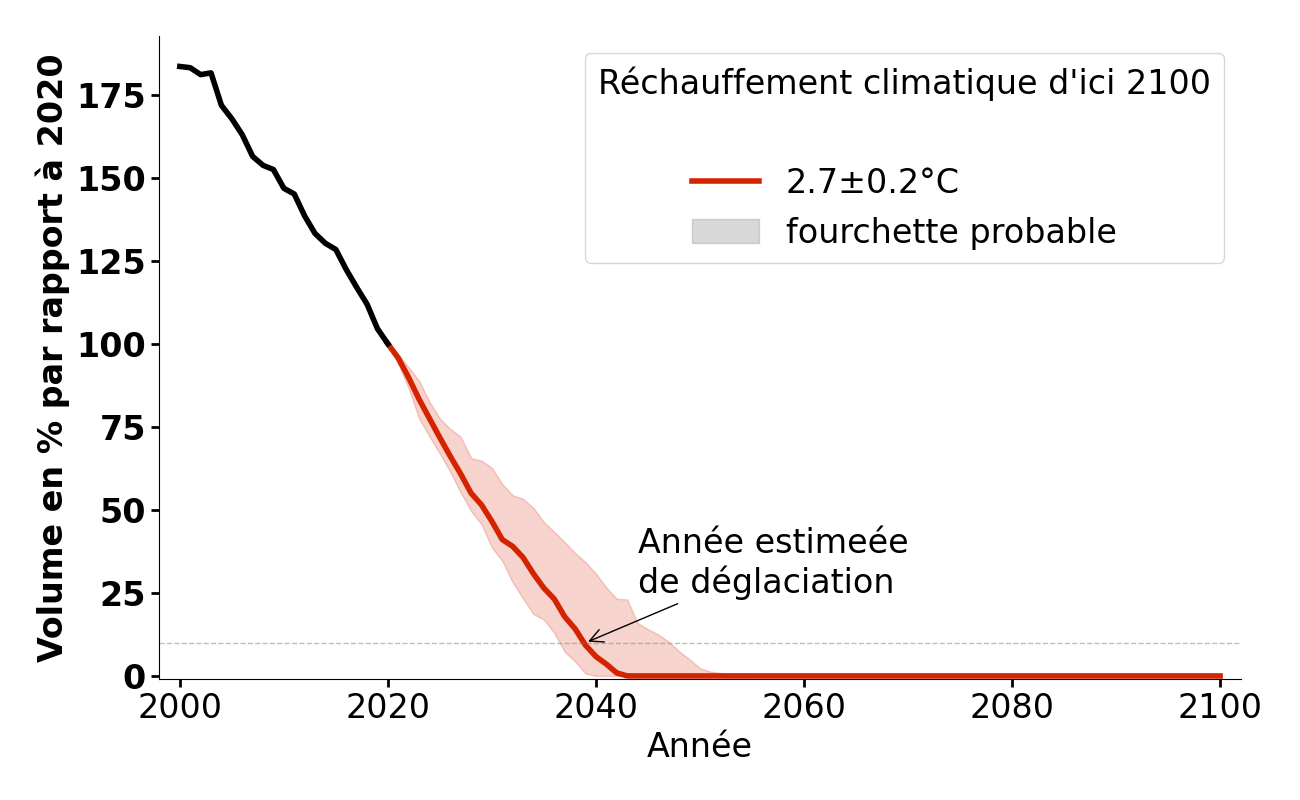 Volume en % par rapport à 2020
175
150
125
100
75
50
25
0
Réchauffement climatique d'ici 2100
2.7±0.2°C
fourchette probable
Année estimeée
de déglaciation
2000 2020 2040 2060 2080 2100
Année